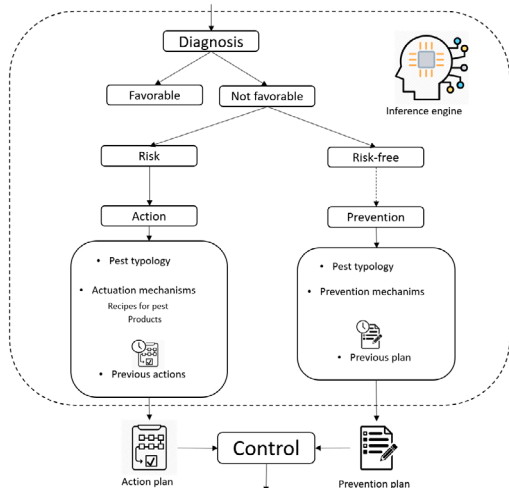 Diagnosis
Inference engine
Favorable
Not favorable
Risk
Risk-free
Action
Prevention
• Pest typology
• Actuation mechanisms
Recipes for pest
Products
• Previous actions
• Pest typology
• Prevention mechanims
• Previous plan
Control
Action plan
Prevention plan